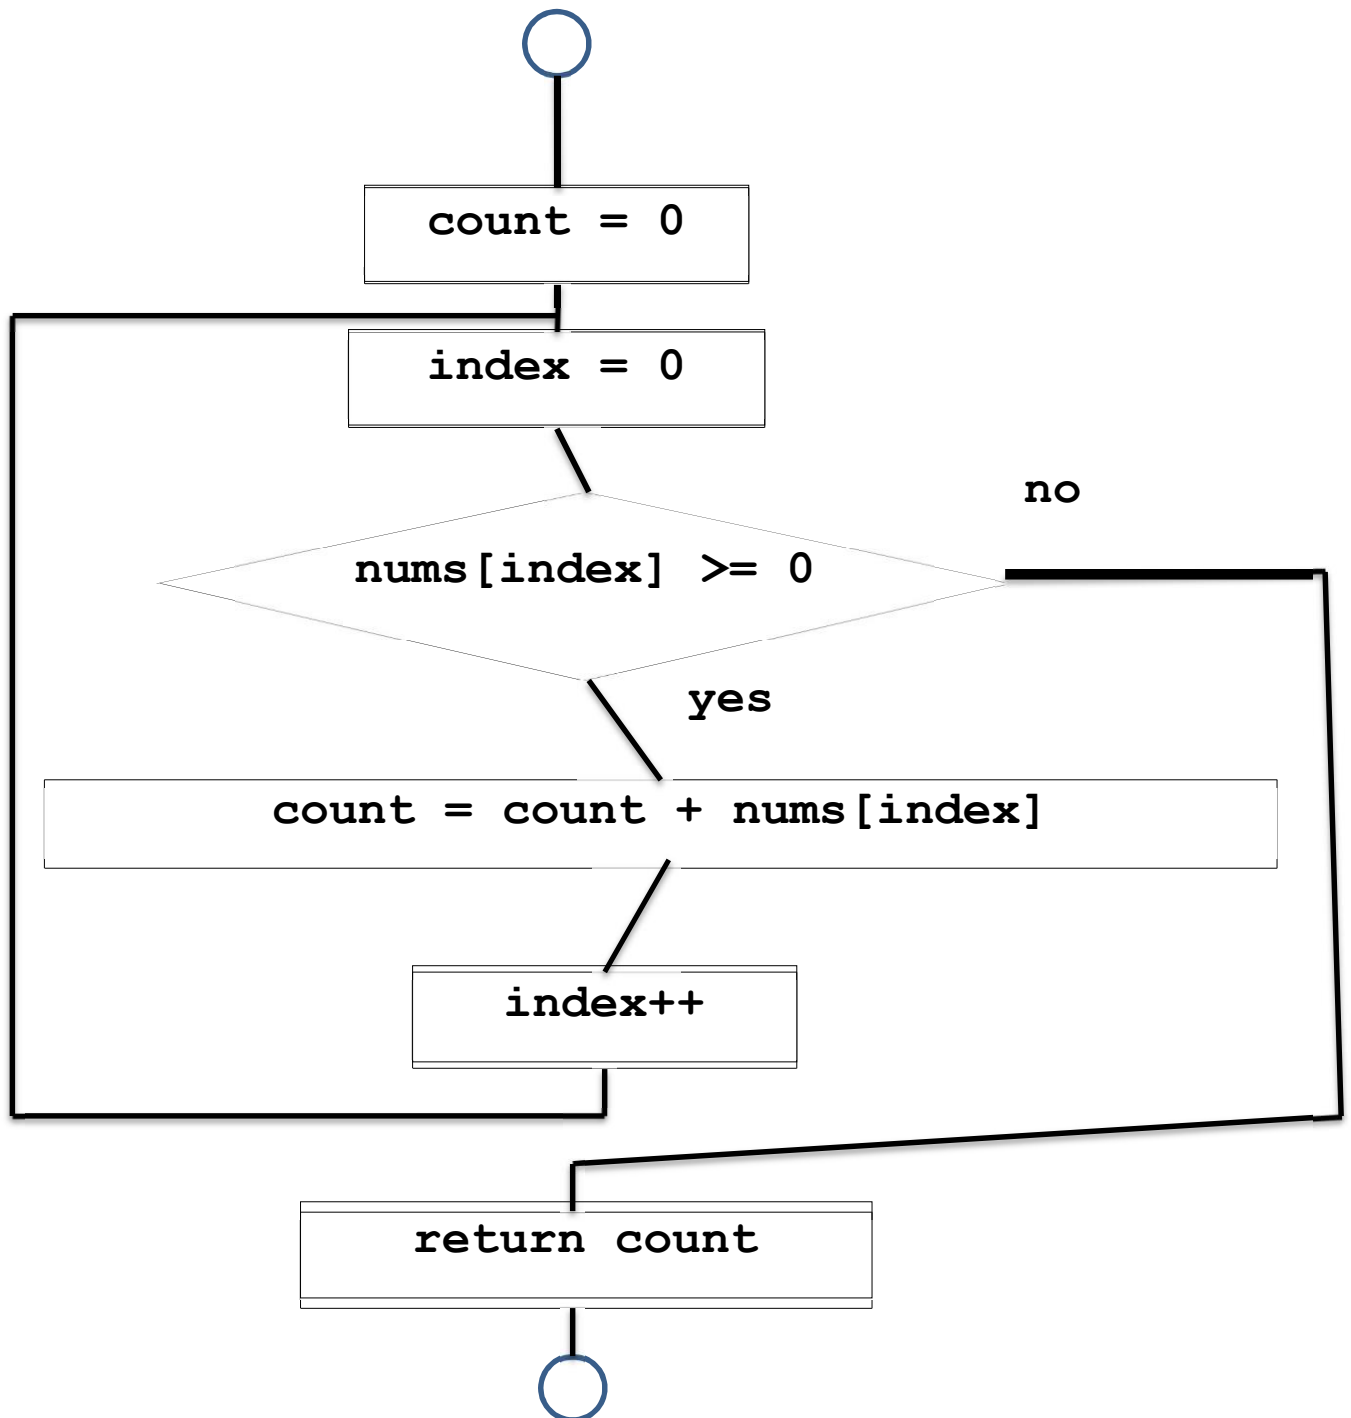 count = 0
index = 0
no
nums[index] >= 0
yes
count = count + nums[index]
index++
return count